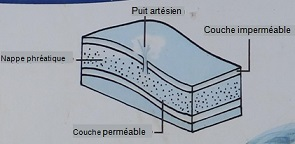 Puit artésien
Couche imperméable
Nappe phréatique
Couche perméable